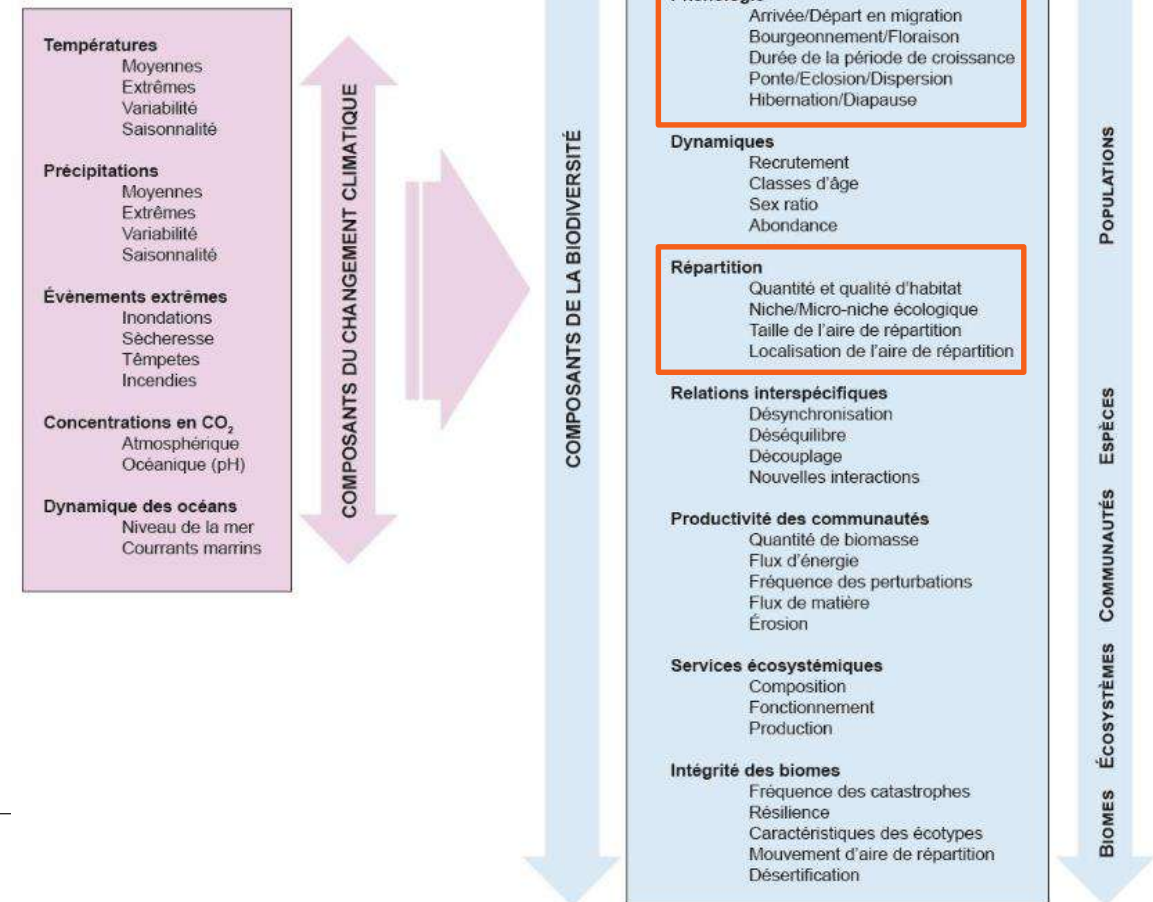 Températures
Moyennes
Extrêmes
Variabilité
Saisonnalité
Précipitations
Moyennes
Extrêmes
Variabilité
Saisonnalité
Évènements extrêmes
Inondations
Sècheresse
Têmpetes
Incendies
Concentrations en CO₂
Atmosphérique
Océanique (pH)
Dynamique des océans
Niveau de la mer
Courrants marrins
COMPOSANTS DU CHANGEMENT CLIMATIQUE
COMPOSANTS DE LA BIODIVERSITÉ
Arrivée/Départ en migration
Bourgeonnement/Floraison
Durée de la période de croissance
Ponte/Eclosion/Dispersion
Hibernation/Diapause
Dynamiques
Recrutement
Classes d'âge
Sex ratio
Abondance
Répartition
Quantité et qualité d'habitat
Niche/Micro-niche écologique
Taille de l'aire de répartition
Localisation de l'aire de répartition
Relations interspécifiques
Désynchronisation
Déséquilibre
Découplage
Nouvelles interactions
Productivité des communautés
Quantité de biomasse
Flux d'énergie
Fréquence des perturbations
Flux de matière
Érosion
Services écosystémiques
Composition
Fonctionnement
Production
Intégrité des biomes
Fréquence des catastrophes
Résilience
Caractéristiques des écotypes
Mouvement d'aire de répartition
Désertification
POPULATIONS
ESPÈCES
COMMUNAUTÉS
ÉCOSYSTÈMES
BIOMES